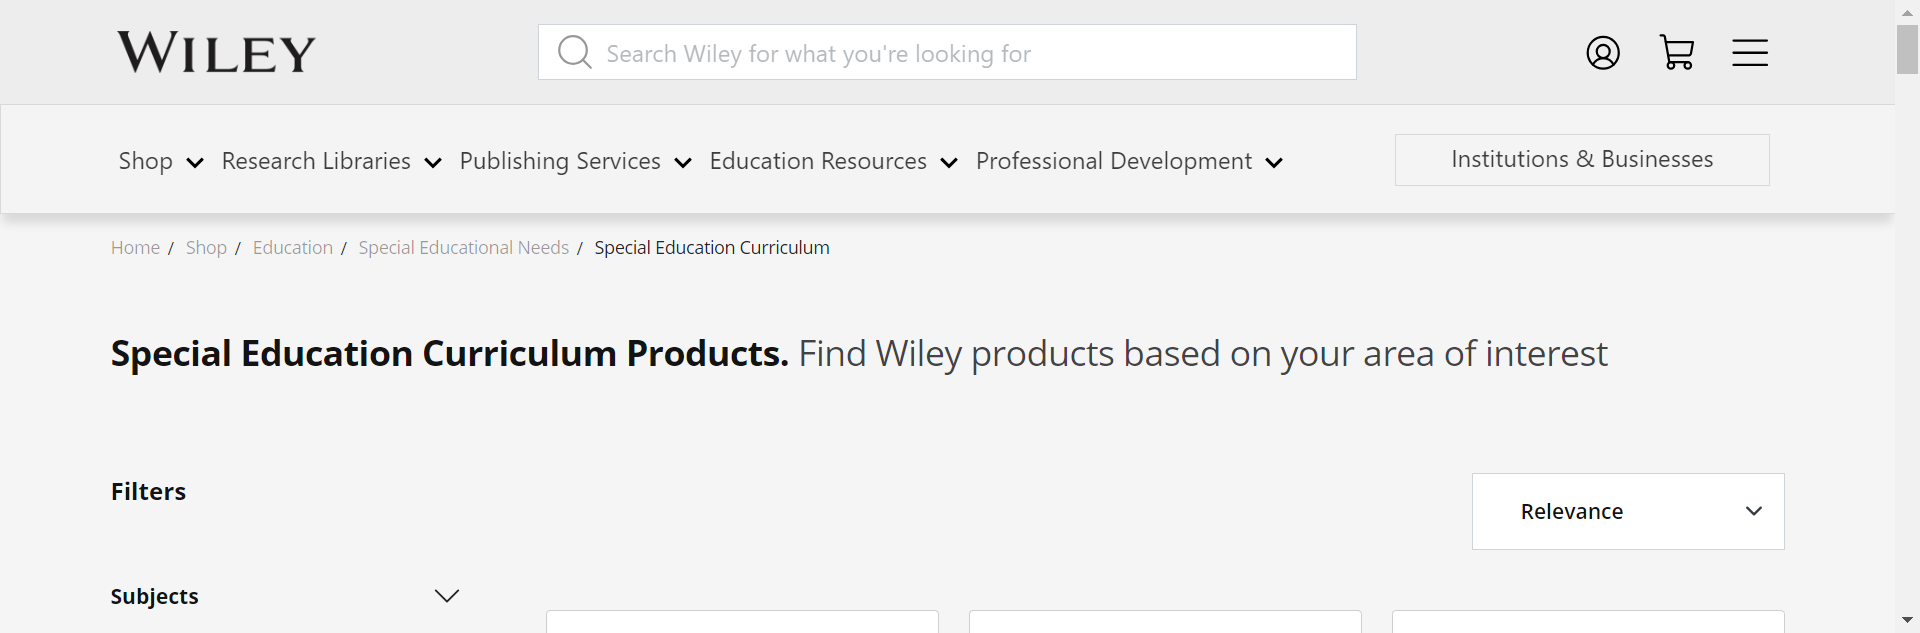 WILEY
Search Wiley for what you're looking for
Shop Research Libraries Publishing Services Education Resources Professional Development Institutions & Businesses
Home / Shop / Education / Special Educational Needs / Special Education Curriculum
Special Education Curriculum Products. Find Wiley products based on your area of interest
Filters
Relevance
Subjects